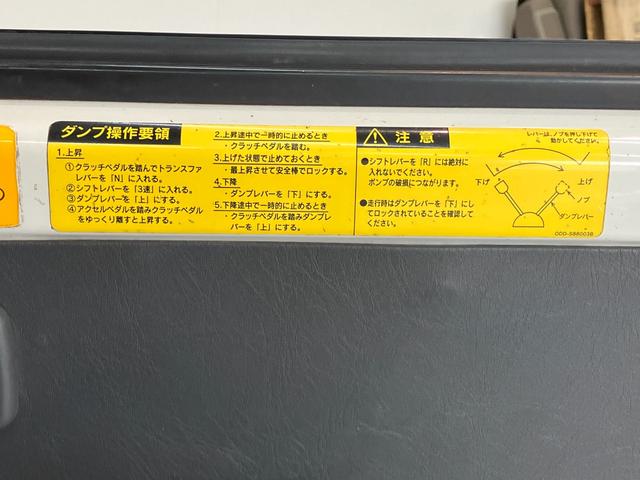 ダンプ操作要領
1.上昇
①クラッチペダルを踏んでトランスファ
レバーを「N」に入れる。
②シフトレバーを「3速」に入れる。
③ダンプレバーを「上」にする。
④アクセルペダルを踏みクラッチペダル
をゆっくり離すと上昇する。
2.上昇途中で一時的に止めるとき
・クラッチペダルを踏む。
3.上げた状態で止めておくとき
・最上昇させて安全棒でロックする。
4.下降
・ダンプレバーを「下」にする。
5.下降途中で一時的に止めるとき
・クラッチペダルを踏みダンプレ
バーを「上」にする。
注意
●シフトレバーを「R」には絶対に
入れないでください。
ポンプの破損につながります。
●走行時はダンプレバーを「下」にし
てロックされていることを確認して
ください。
レバーは、ノブを押し下げて
動かしてください。
下げ
上げ
ノブ
ダンプレバー